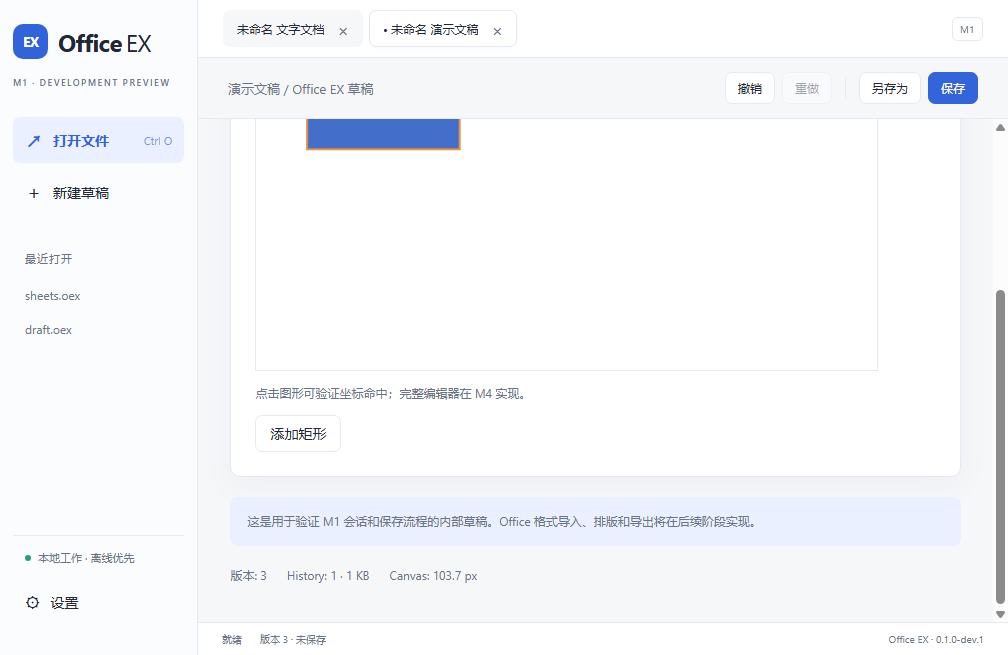 EX Office EX
M1 · DEVELOPMENT PREVIEW
打开文件 Ctrl O
+ 新建草稿
最近打开
sheets.oex
draft.oex
本地工作 · 离线优先
设置
未命名 文字文档 ×
• 未命名 演示文稿 ×
M1
演示文稿 / Office EX 草稿
撤销
重做
另存为
保存
点击图形可验证坐标命中；完整编辑器在 M4 实现。
添加矩形
这是用于验证 M1 会话和保存流程的内部草稿。Office 格式导入、排版和导出将在后续阶段实现。
版本: 3 History: 1 · 1 KB Canvas: 103.7 px
就绪 版本 3 · 未保存 Office EX · 0.1.0-dev.1